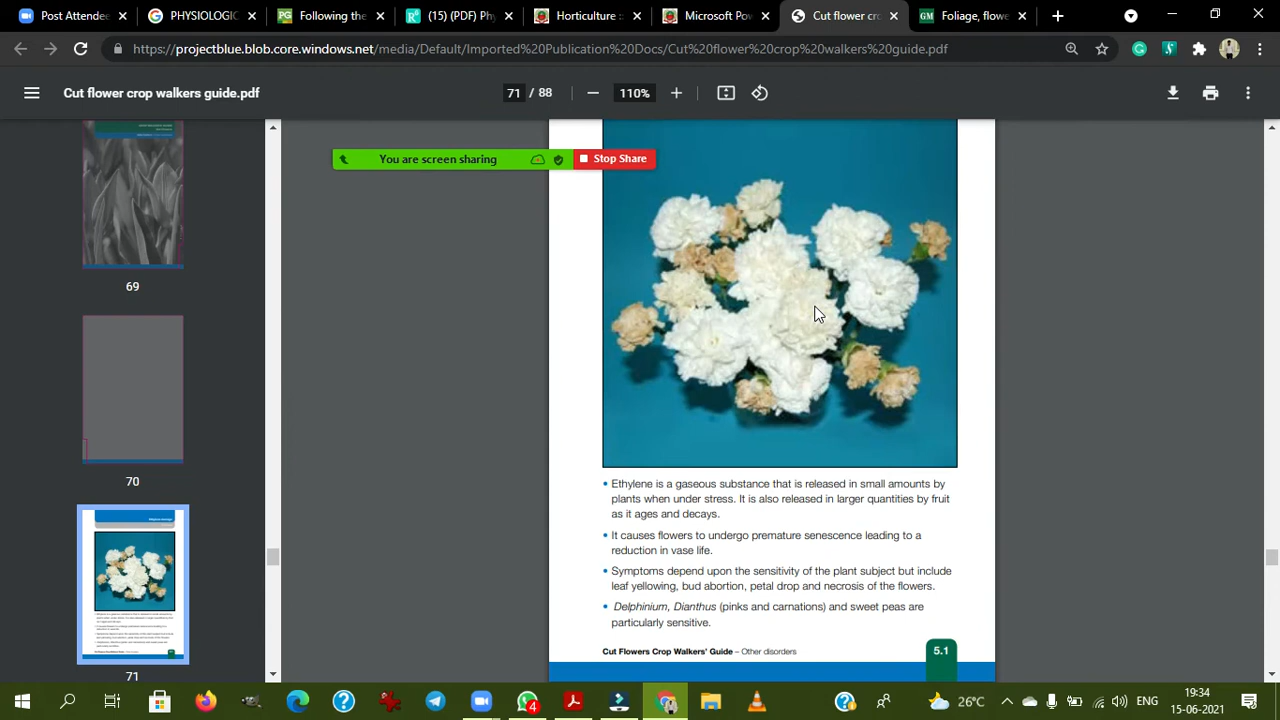 Post Attendee
PHYSIOLOGIC
Following the
(15) (PDF) Ph
Horticulture ::
Microsoft Pow
Cut flower cro
Foliage, flowe
https://projectblue.blob.core.windows.net/media/Default/Imported%20Publication%20Docs/Cut%20flower%20crop%20walkers%20guide.pdf
Cut flower crop walkers guide.pdf
71 / 88
110%
You are screen sharing
Stop Share
69
70
71
• Ethylene is a gaseous substance that is released in small amounts by
plants when under stress. It is also released in larger quantities by fruit
as it ages and decays.
• It causes flowers to undergo premature senescence leading to a
reduction in vase life.
• Symptoms depend upon the sensitivity of the plant subject but include
leaf yellowing, bud abortion, petal drop and necrosis of the flowers.
• Delphinium, Dianthus (pinks and carnations) and sweet peas are
particularly sensitive.
Cut Flowers Crop Walkers' Guide – Other disorders
5.1
4
26°C
ENG
19:34
15-06-2021